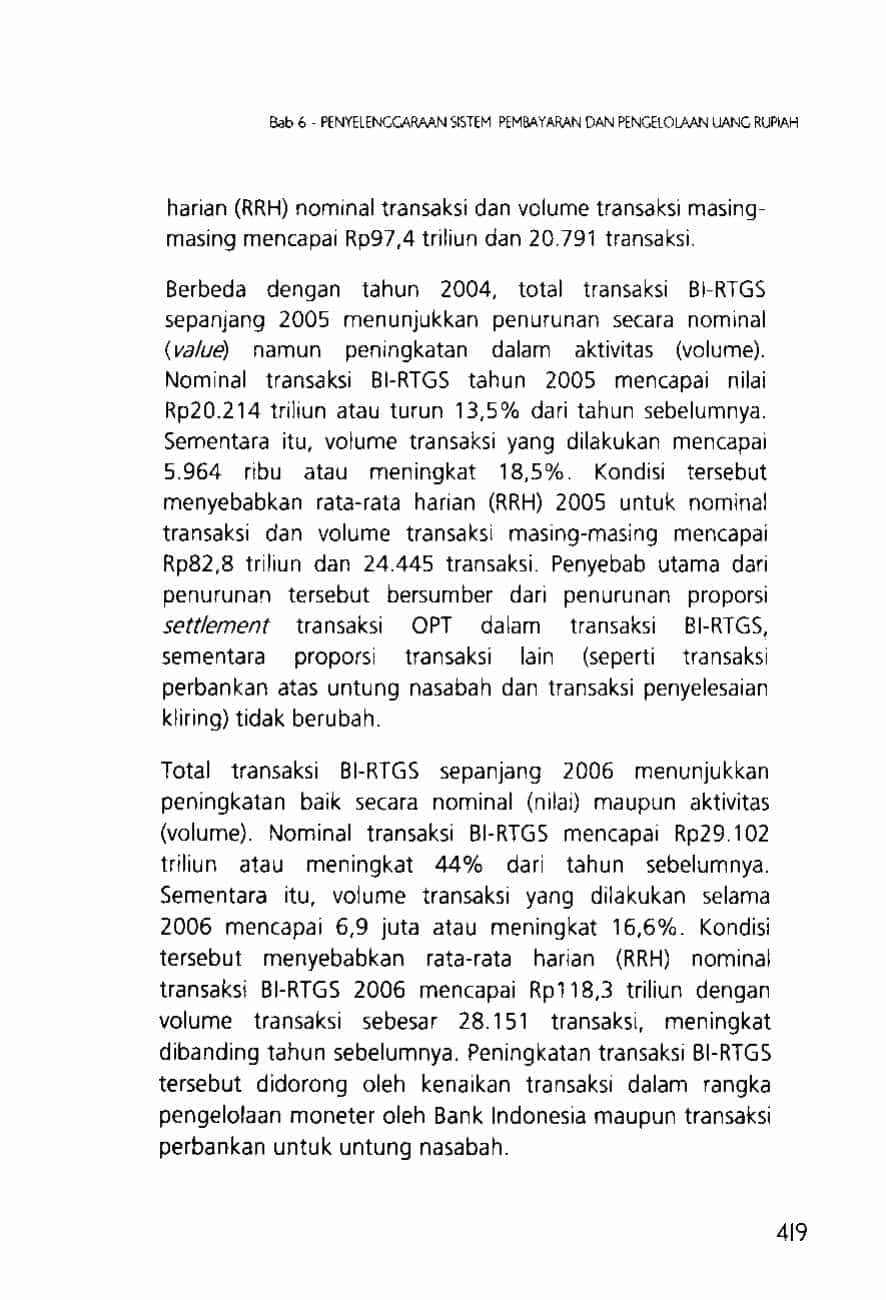 Bab 6 - PENYELENGGARAAN SISTEM PEMBAYARAN DAN PENGELOLAAN UANG RUPIAH
harian (RRH) nominal transaksi dan volume transaksi masing-
masing mencapai Rp97,4 triliun dan 20.791 transaksi.
Berbeda dengan tahun 2004, total transaksi BI-RTGS
sepanjang 2005 menunjukkan penurunan secara nominal
(value) namun peningkatan dalam aktivitas (volume).
Nominal transaksi BI-RTGS tahun 2005 mencapai nilai
Rp20.214 triliun atau turun 13,5% dari tahun sebelumnya.
Sementara itu, volume transaksi yang dilakukan mencapai
5.964 ribu atau meningkat 18,5%. Kondisi tersebut
menyebabkan rata-rata harian (RRH) 2005 untuk nominal
transaksi dan volume transaksi masing-masing mencapai
Rp82,8 triliun dan 24.445 transaksi. Penyebab utama dari
penurunan tersebut bersumber dari penurunan proporsi
settlement transaksi OPT dalam transaksi BI-RTGS,
sementara proporsi transaksi lain (seperti transaksi
perbankan atas untung nasabah dan transaksi penyelesaian
kliring) tidak berubah.
Total transaksi BI-RTGS sepanjang 2006 menunjukkan
peningkatan baik secara nominal (nilai) maupun aktivitas
(volume). Nominal transaksi BI-RTGS mencapai Rp29.102
triliun atau meningkat 44% dari tahun sebelumnya.
Sementara itu, volume transaksi yang dilakukan selama
2006 mencapai 6,9 juta atau meningkat 16,6%. Kondisi
tersebut menyebabkan rata-rata harian (RRH) nominal
transaksi BI-RTGS 2006 mencapai Rp118,3 triliun dengan
volume transaksi sebesar 28.151 transaksi, meningkat
dibanding tahun sebelumnya. Peningkatan transaksi BI-RTGS
tersebut didorong oleh kenaikan transaksi dalam rangka
pengelolaan moneter oleh Bank Indonesia maupun transaksi
perbankan untuk untung nasabah.
419